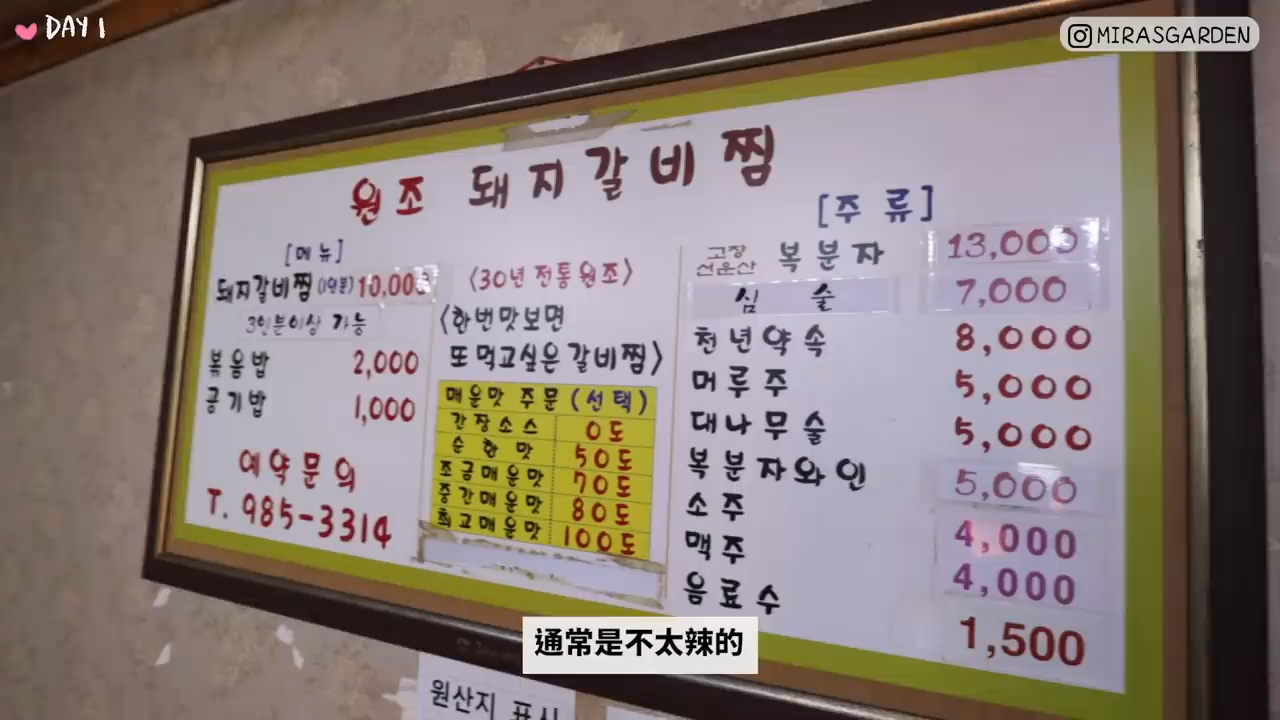 DAY 1
MIRASGARDEN
원조 돼지갈비찜
[메뉴]
돼지갈비찜(1인분) 10,000
3인분이상 가능
볶음밥 2,000
공기밥 1,000
예약문의
T. 985-3314
〈30년 전통원조〉
〈한번맛보면
또먹고싶은 갈비찜〉
매운맛 주문 (선택)
간장소스 0도
순한맛 50도
조금매운맛 70도
중간매운맛 80도
최고매운맛 100도
[주류]
고장 선운산 복분자 13,000
심술 7,000
천년약속 8,000
머루주 5,000
대나무술 5,000
복분자와인 5,000
소주 4,000
맥주 4,000
음료수 1,500
通常是不太辣的
원산지 표시